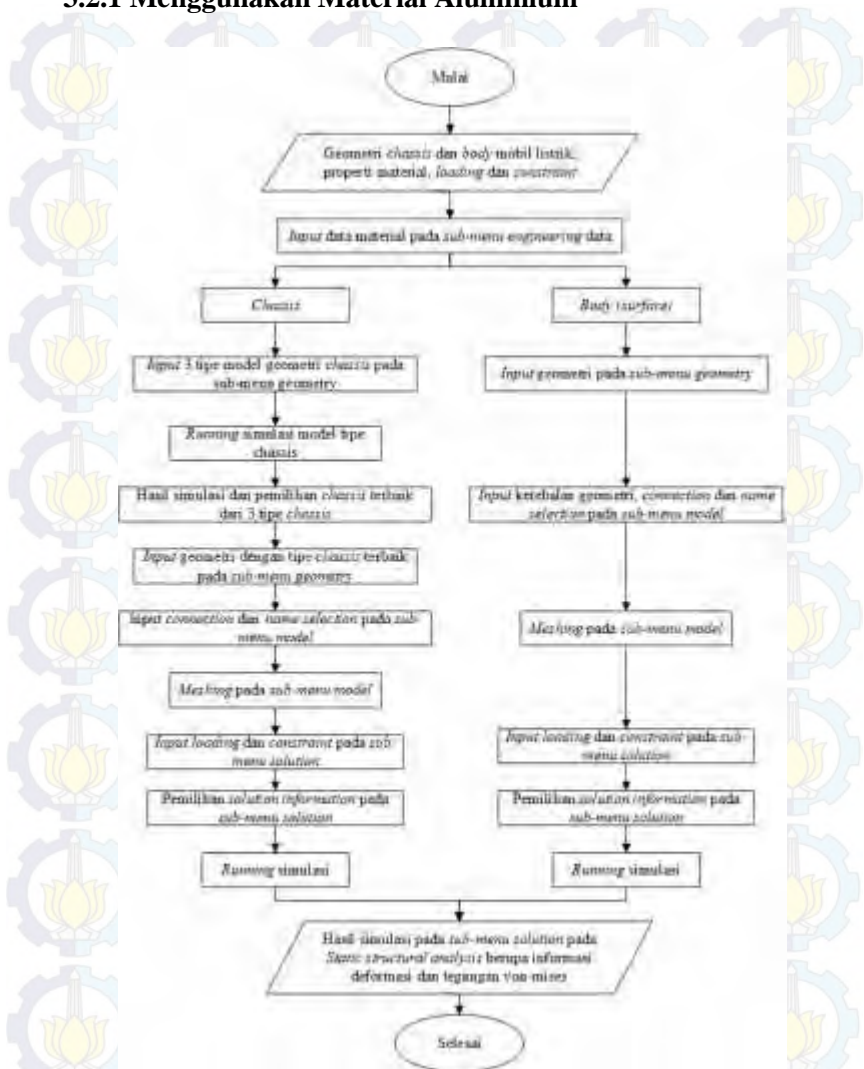 3.2.1 Menggunakan Material Aluminium
Mulai
Geometri chassis dan body mobil listrik,
properti material, loading dan constraint
Input data material pada sub-menu engineering data
Chassis
Body (surface)
Input 3 tipe model geometri chassis pada
sub-menu geometry
Input geometri pada sub-menu geometry
Running simulasi model tipe
chassis
Hasil simulasi dan pemilihan chassis terbaik
dari 3 tipe chassis
Input ketebalan geometri, connection dan name
selection pada sub-menu model
Input geometri dengan tipe chassis terbaik
pada sub-menu geometry
Input connection dan name selection pada sub-
menu model
Meshing pada sub-menu model
Meshing pada sub-menu model
Input loading dan constraint pada sub-
menu solution
Input loading dan constraint pada sub-
menu solution
Pemilihan solution information pada
sub-menu solution
Pemilihan solution information pada
sub-menu solution
Running simulasi
Running simulasi
Hasil simulasi pada sub-menu solution pada
Static structural analysis berupa informasi
deformasi dan tegangan von-mises
Selesai